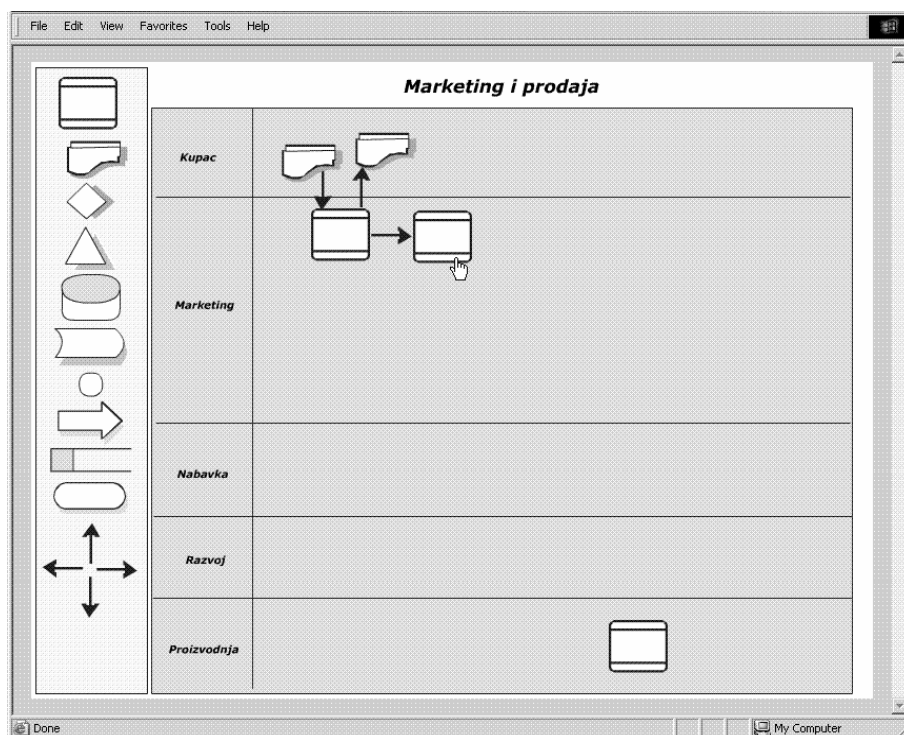 File Edit View Favorites Tools Help
Marketing i prodaja
Kupac
Marketing
Nabavka
Razvoj
Proizvodnja
Done
My Computer